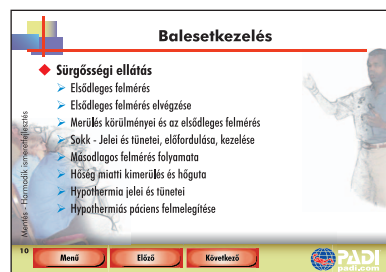 Balesetkezelés
Sürgősségi ellátás
Elsődleges felmérés
Elsődleges felmérés elvégzése
Merülés körülményei és az elsődleges felmérés
Sokk - Jelei és tünetei, előfordulása, kezelése
Másodlagos felmérés folyamata
Hőség miatti kimerülés és hőguta
Hypothermia jelei és tünetei
Hypothermiás páciens felmelegítése
Mentés - Harmadik ismeretfejlesztés
10
Menű
Előző
Következő
PADI
padi.com